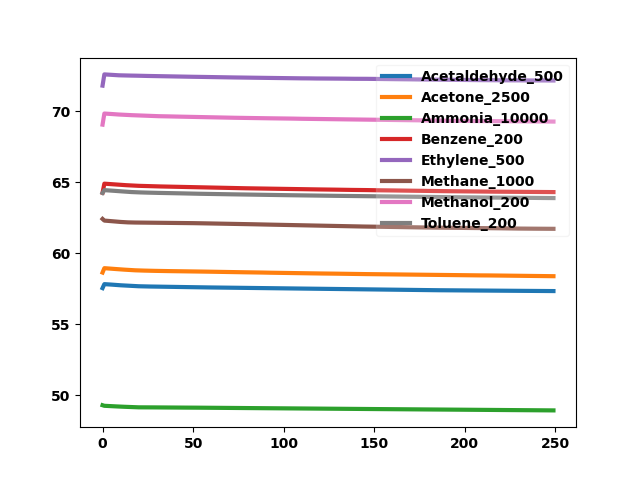 70
65
60
55
50
0 50 100 150 200 250
Acetaldehyde_500
Acetone_2500
Ammonia_10000
Benzene_200
Ethylene_500
Methane_1000
Methanol_200
Toluene_200